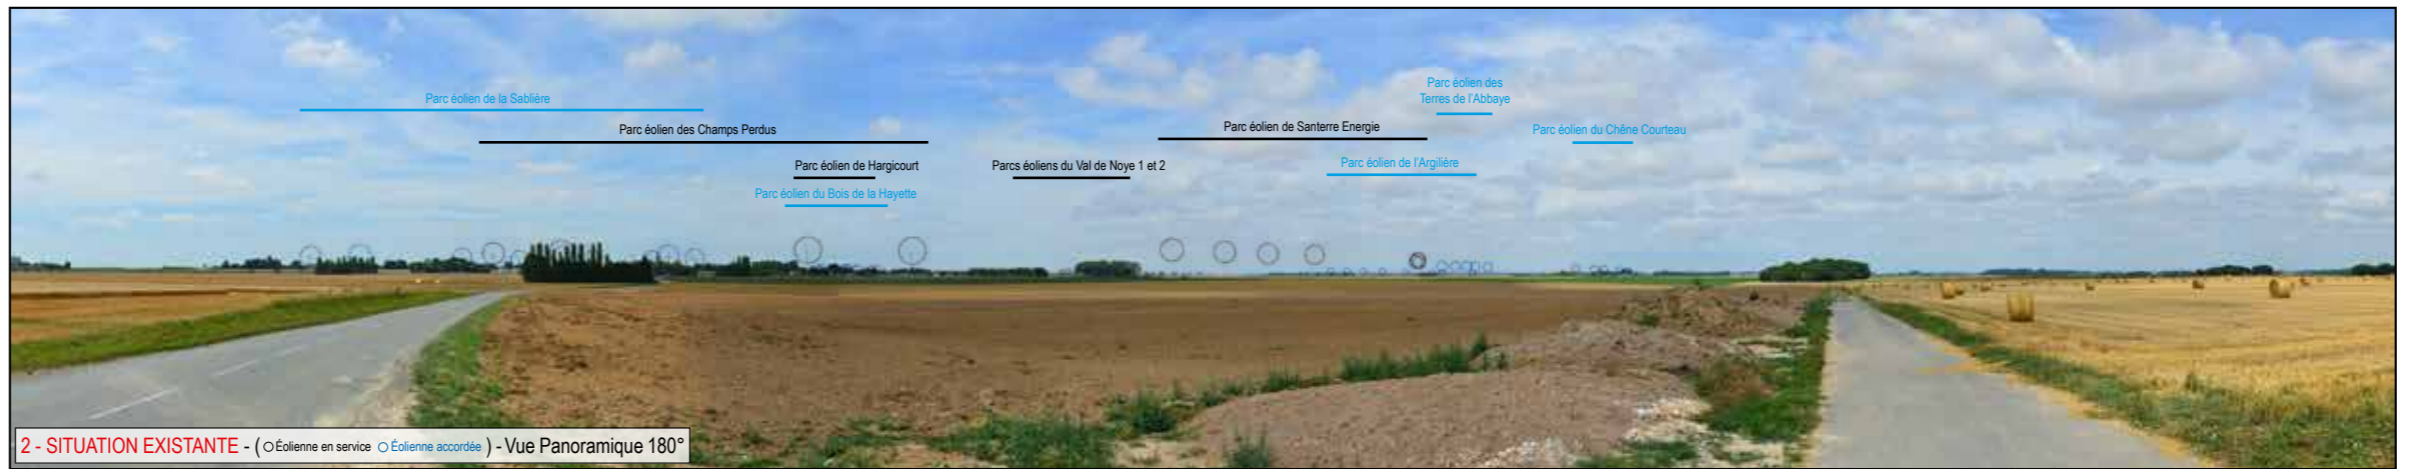 Parc éolien des
Terres de l'Abbaye
Parc éolien de la Sablière
Parc éolien des Champs Perdus
Parc éolien de Santerre Energie
Parc éolien du Chêne Courteau
Parc éolien de Hargicourt
Parcs éoliens du Val de Noye 1 et 2
Parc éolien de l'Argilière
Parc éolien du Bois de la Hayette
2 - SITUATION EXISTANTE - ( Éolienne en service Éolienne accordée ) - Vue Panoramique 180°